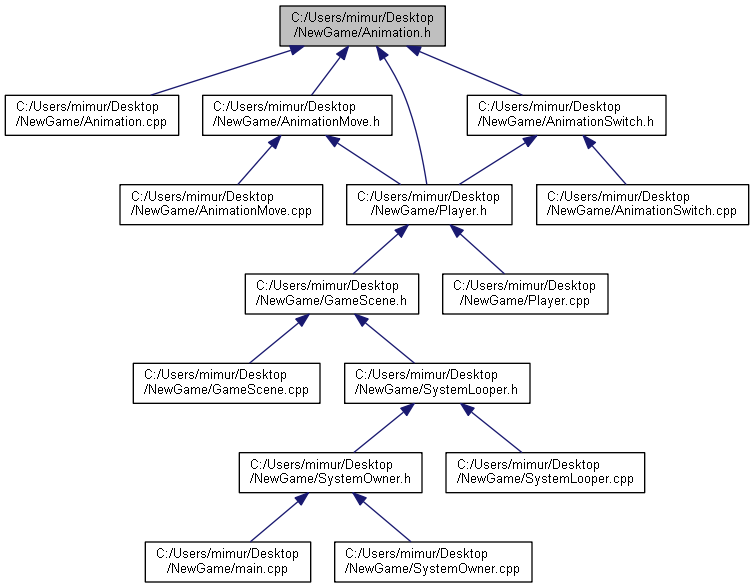 C:/Users/mimur/Desktop
/NewGame/Animation.h
C:/Users/mimur/Desktop
/NewGame/Animation.cpp
C:/Users/mimur/Desktop
/NewGame/AnimationMove.h
C:/Users/mimur/Desktop
/NewGame/AnimationSwitch.h
C:/Users/mimur/Desktop
/NewGame/AnimationMove.cpp
C:/Users/mimur/Desktop
/NewGame/Player.h
C:/Users/mimur/Desktop
/NewGame/AnimationSwitch.cpp
C:/Users/mimur/Desktop
/NewGame/GameScene.h
C:/Users/mimur/Desktop
/NewGame/Player.cpp
C:/Users/mimur/Desktop
/NewGame/GameScene.cpp
C:/Users/mimur/Desktop
/NewGame/SystemLooper.h
C:/Users/mimur/Desktop
/NewGame/SystemOwner.h
C:/Users/mimur/Desktop
/NewGame/SystemLooper.cpp
C:/Users/mimur/Desktop
/NewGame/main.cpp
C:/Users/mimur/Desktop
/NewGame/SystemOwner.cpp